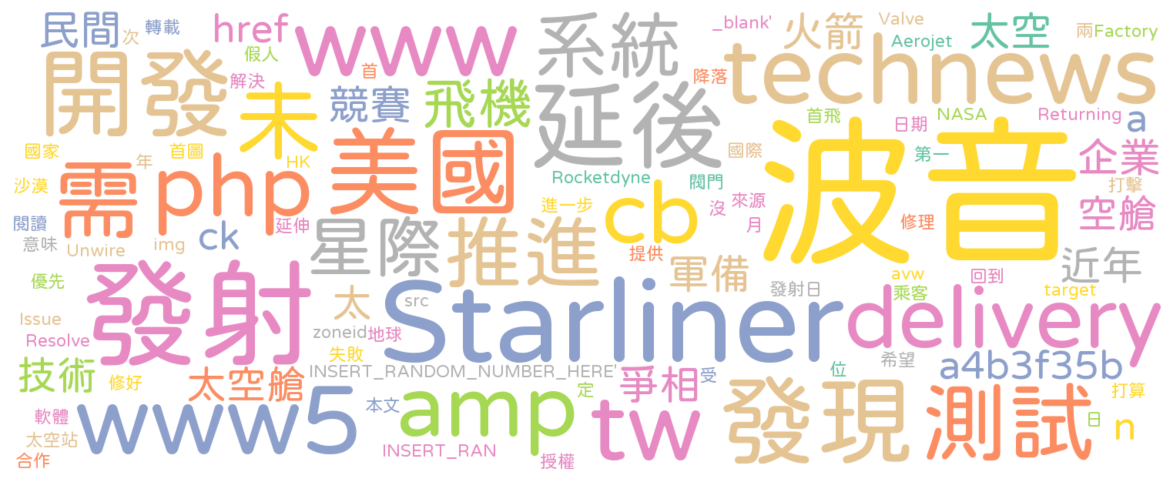 民間 次 轉載 href www 系統 _blank' 火箭 Valve 太空 兩 Factory
假人 首 Aerojet
開發 解決 未 競賽 飛機 延後 降落 technews
國家 年 首圖 HK 美國 Rocketdyne 國際 閥門 首飛 日期 NASA 第一 Returning a
沙漠 需 php 進一步 cb 沒 來源 月 波音 修理 企業 打擊
閱讀 意味 Unwire img ck 延伸 提供 空艙
優先 星際 推進 軍備 發射日 avw 乘客 回到 近年 target
Issue 發射 太 src Starliner delivery
Resolve zoneid 地球 失敗 INSERT_RANDOM_NUMBER_HERE' 希望
技術 修好 太空艙 定 爭相 受 位 a4b3f35b 打算
軟體 www5 本文 amp tw 發現 測試 日 n
太空站 INSERT_RAN
合作 授權